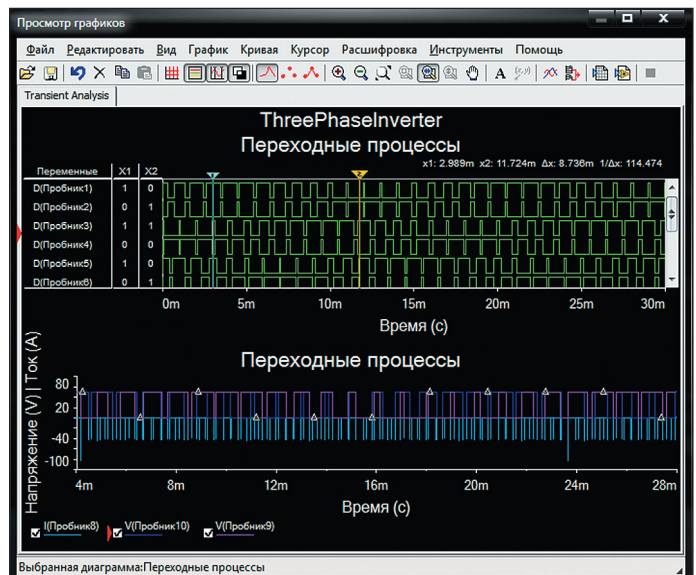 Просмотр графиков
Файл Редактировать Вид График Кривая Курсор Расшифровка Инструменты Помощь
Transient Analysis
ThreePhaseInverter
Переходные процессы
x1: 2.989m x2: 11.724m Δx: 8.736m 1/Δx: 114.474
Переменные X1 X2
D(Пробник1) 1 0
D(Пробник2) 0 1
D(Пробник3) 1 1
D(Пробник4) 0 0
D(Пробник5) 1 0
D(Пробник6) 0 1
0m 5m 10m 15m 20m 25m 30m
Время (с)
Переходные процессы
Напряжение (V) | Ток (A)
80
20
-40
-100
4m 8m 12m 16m 20m 24m 28m
Время (с)
I(Пробник8) V(Пробник10) V(Пробник9)
Выбранная диаграмма:Переходные процессы